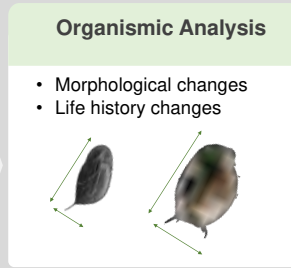 Organismic Analysis
• Morphological changes
• Life history changes